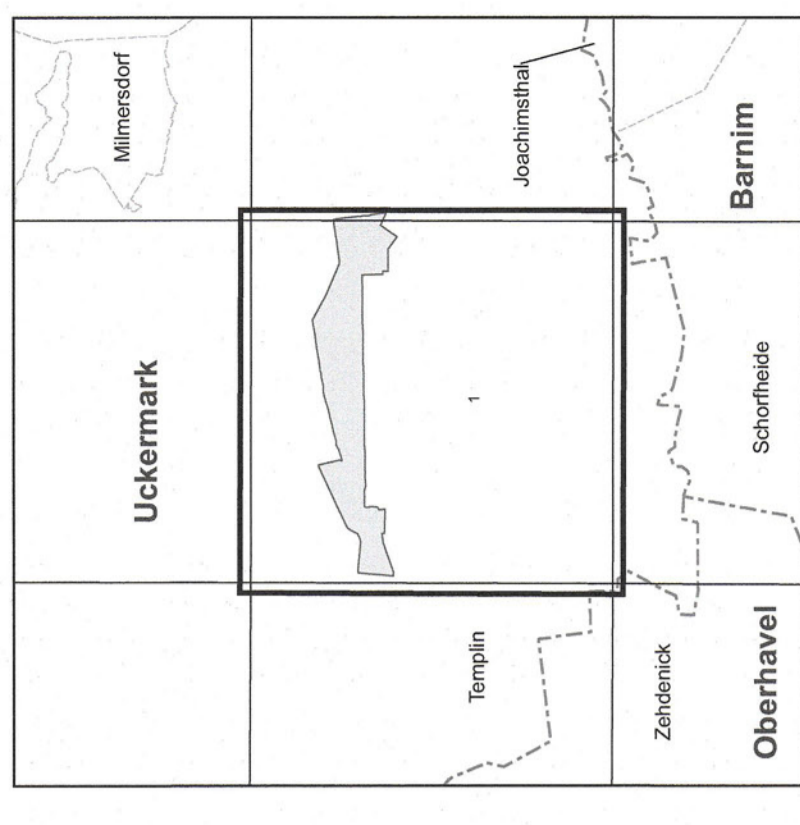 Milmersdorf
Joachimsthal
Barnim
Uckermark
1
Schorfheide
Templin
Zehdenick
Oberhavel